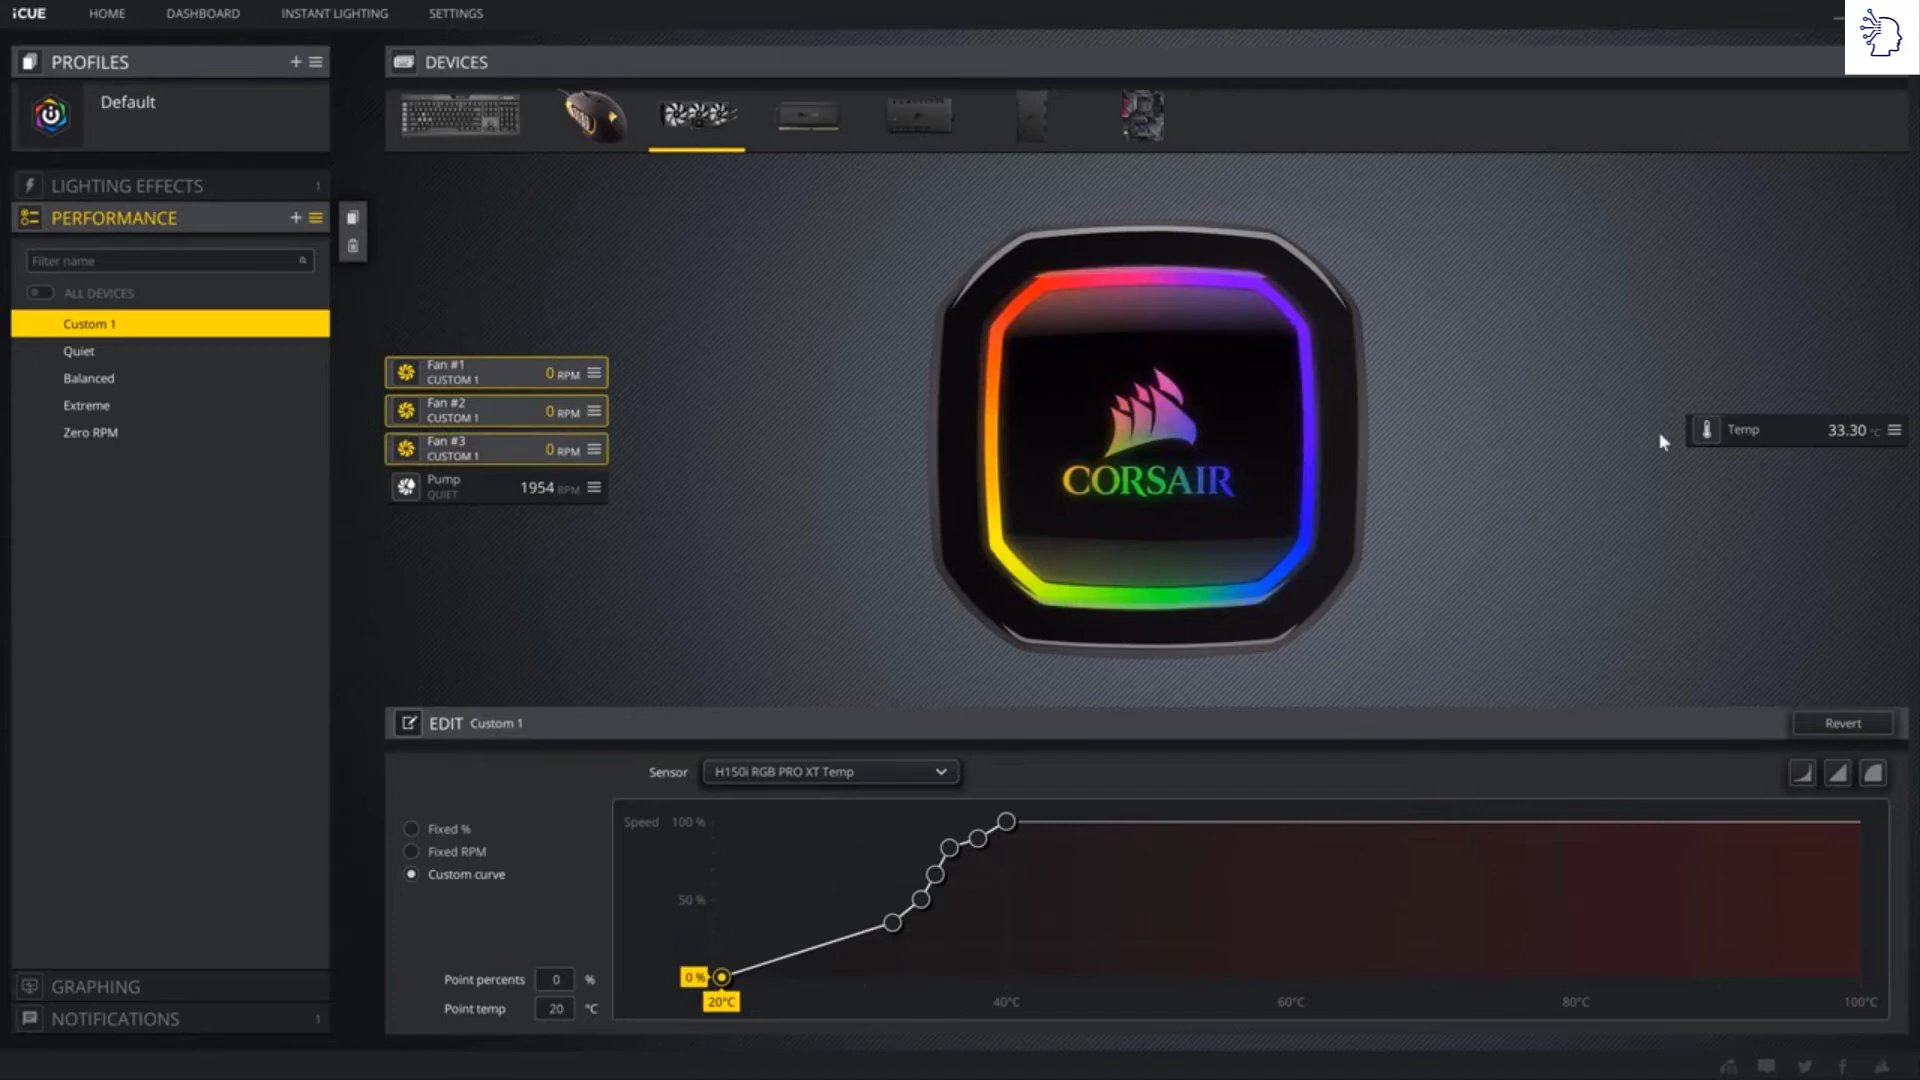 iCUE HOME DASHBOARD INSTANT LIGHTING SETTINGS
PROFILES
Default
LIGHTING EFFECTS 1
PERFORMANCE
Filter name
ALL DEVICES
Custom 1
Quiet
Balanced
Extreme
Zero RPM
GRAPHING
NOTIFICATIONS 1
DEVICES
Fan #1
CUSTOM 1 0 RPM
Fan #2
CUSTOM 1 0 RPM
Fan #3
CUSTOM 1 0 RPM
Pump
QUIET 1954 RPM
CORSAIR
Temp 33.30 °C
EDIT Custom 1 Revert
Sensor H150i RGB PRO XT Temp
Fixed %
Fixed RPM
Custom curve
Point percents 0 %
Point temp 20 °C
Speed 100 %
50 %
0 %
20°C 40°C 60°C 80°C 100°C